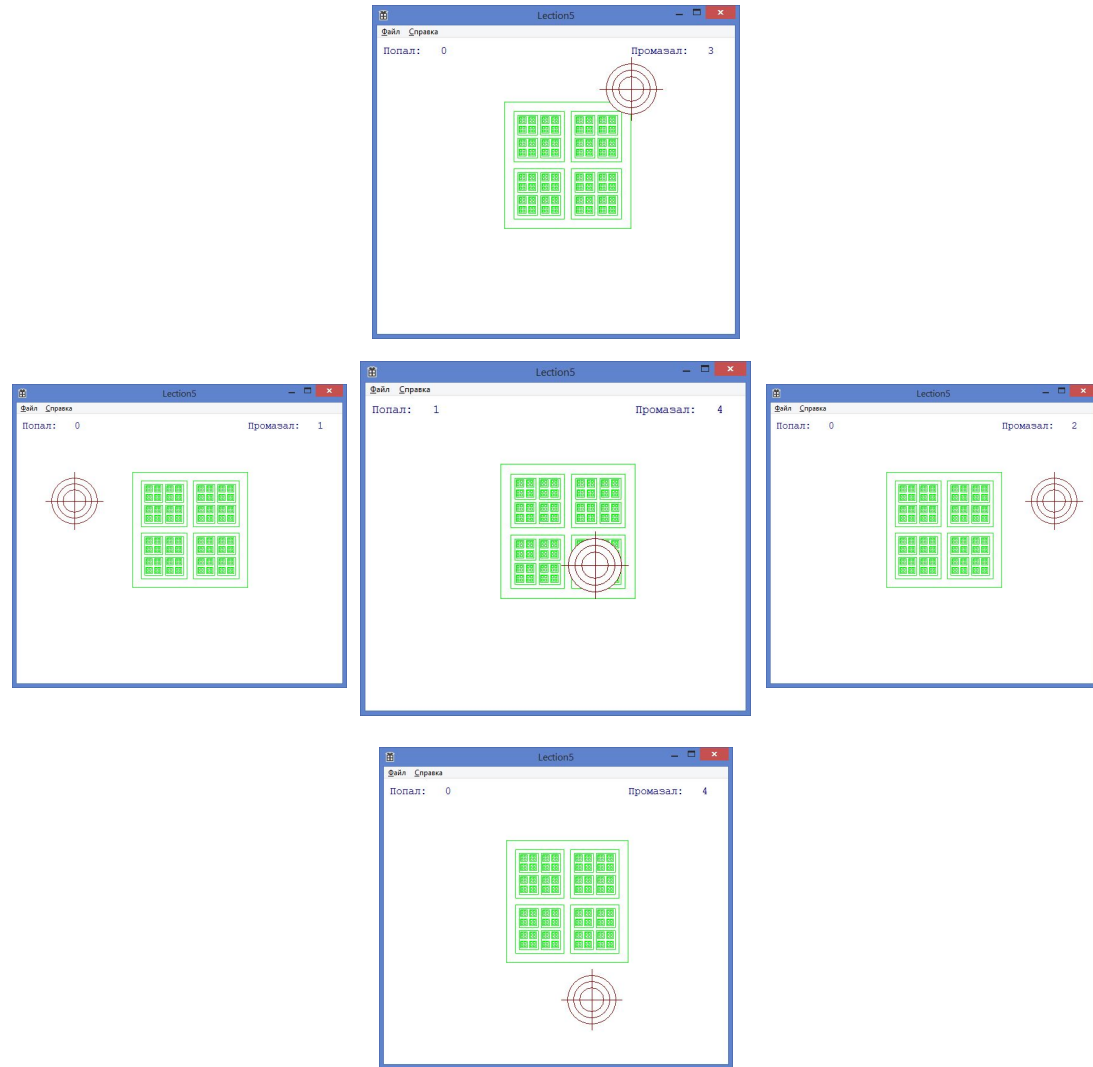 Lection5
Файл Справка
Попал: 0 Промазал: 3
Lection5
Файл Справка
Попал: 0 Промазал: 1
Lection5
Файл Справка
Попал: 1 Промазал: 4
Lection5
Файл Справка
Попал: 0 Промазал: 2
Lection5
Файл Справка
Попал: 0 Промазал: 4